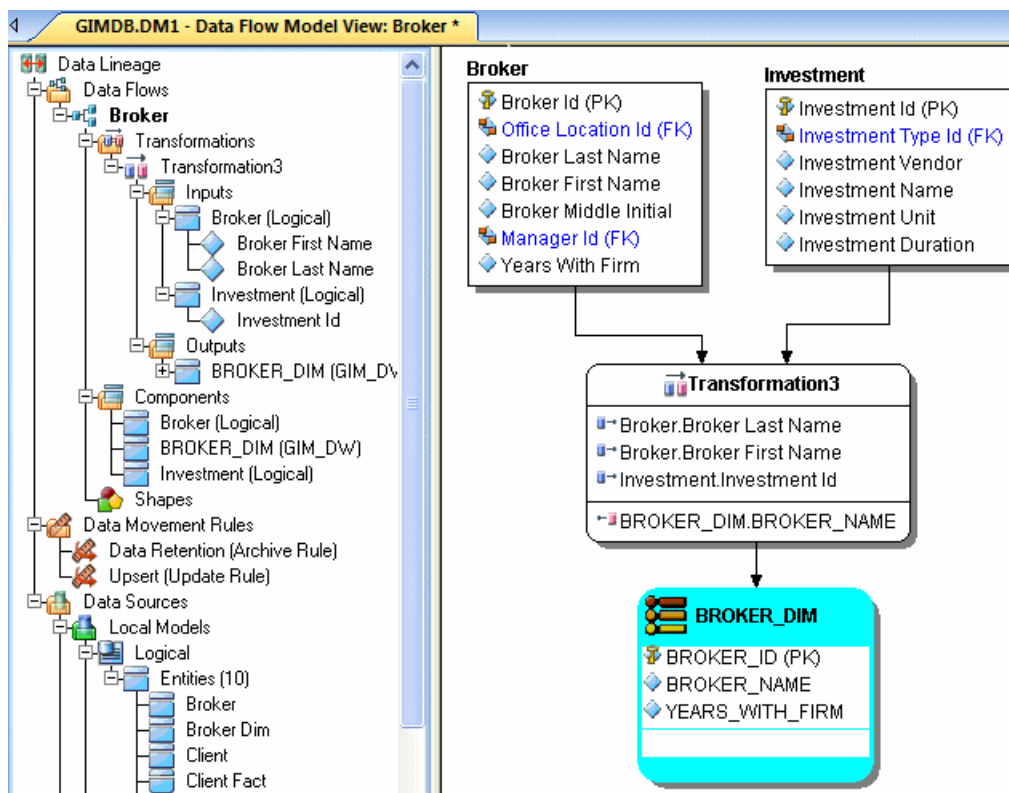 GIMDB.DM1 - Data Flow Model View: Broker *
Data Lineage
Data Flows
Broker
Transformations
Transformation3
Inputs
Broker (Logical)
Broker First Name
Broker Last Name
Investment (Logical)
Investment Id
Outputs
BROKER_DIM (GIM_DV
Components
Broker (Logical)
BROKER_DIM (GIM_DW)
Investment (Logical)
Shapes
Data Movement Rules
Data Retention (Archive Rule)
Upsert (Update Rule)
Data Sources
Local Models
Logical
Entities (10)
Broker
Broker Dim
Client
Client Fact
Broker
Broker Id (PK)
Office Location Id (FK)
Broker Last Name
Broker First Name
Broker Middle Initial
Manager Id (FK)
Years With Firm
Investment
Investment Id (PK)
Investment Type Id (FK)
Investment Vendor
Investment Name
Investment Unit
Investment Duration
Transformation3
Broker.Broker Last Name
Broker.Broker First Name
Investment.Investment Id
BROKER_DIM.BROKER_NAME
BROKER_DIM
BROKER_ID (PK)
BROKER_NAME
YEARS_WITH_FIRM